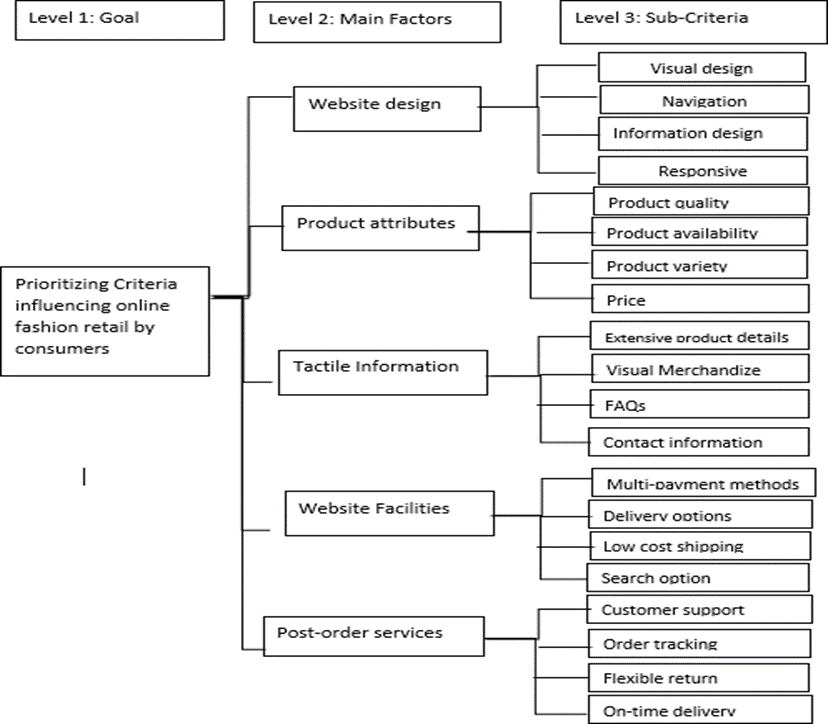 Level 1: Goal
Level 2: Main Factors
Level 3: Sub-Criteria
Prioritizing Criteria
influencing online
fashion retail by
consumers
Website design
Visual design
Navigation
Information design
Responsive
Product attributes
Product quality
Product availability
Product variety
Price
Tactile Information
Extensive product details
Visual Merchandize
FAQs
Contact information
Website Facilities
Multi-payment methods
Delivery options
Low cost shipping
Search option
Post-order services
Customer support
Order tracking
Flexible return
On-time delivery